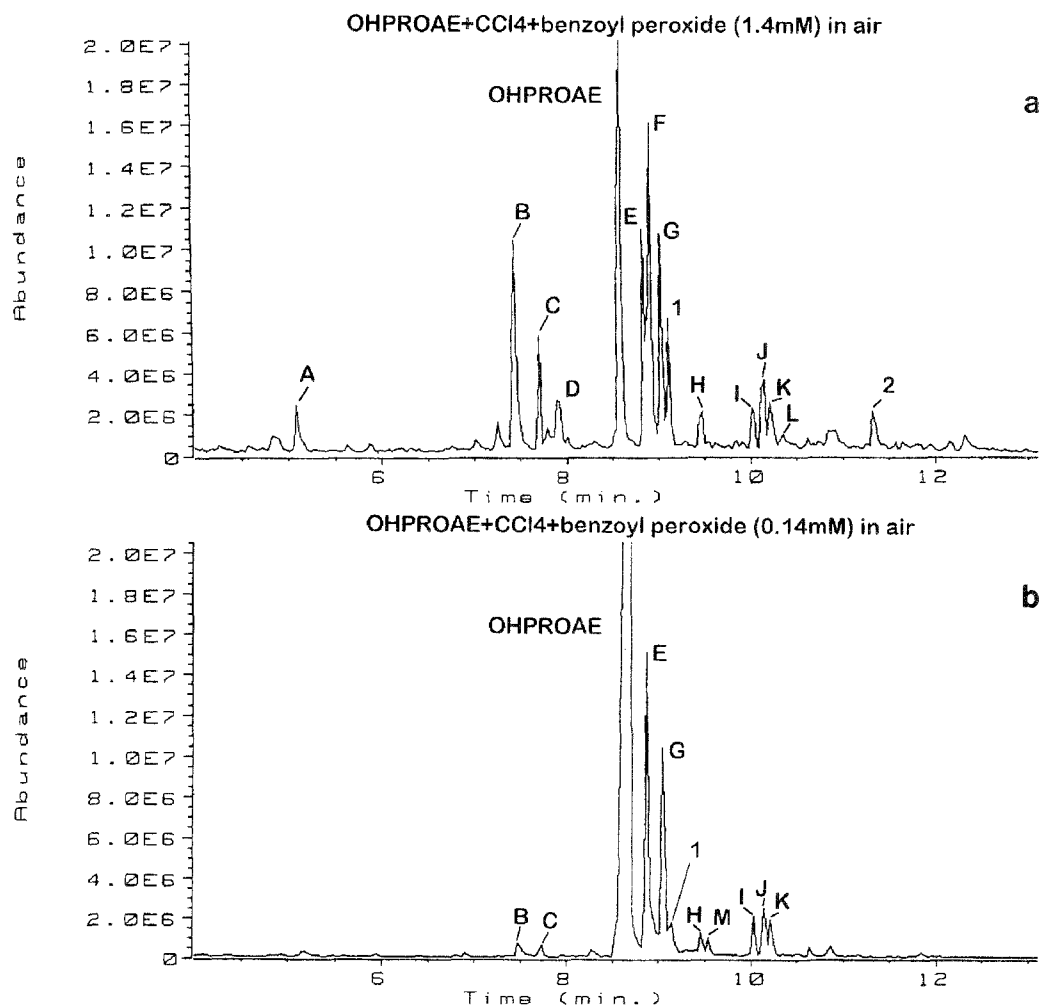 OHPROAE+CCl4+benzoyl peroxide (1.4mM) in air
a
Abundance
2.0E7
1.8E7
1.6E7
1.4E7
1.2E7
1.0E7
8.0E6
6.0E6
4.0E6
2.0E6
0
OHPROAE
A
B
C
D
E
F
G
1
H
I
J
K
L
2
6 8 10 12
Time (min.)
OHPROAE+CCl4+benzoyl peroxide (0.14mM) in air
b
Abundance
2.0E7
1.8E7
1.6E7
1.4E7
1.2E7
1.0E7
8.0E6
6.0E6
4.0E6
2.0E6
0
OHPROAE
B
C
E
G
1
H
M
I
J
K
6 8 10 12
Time (min.)